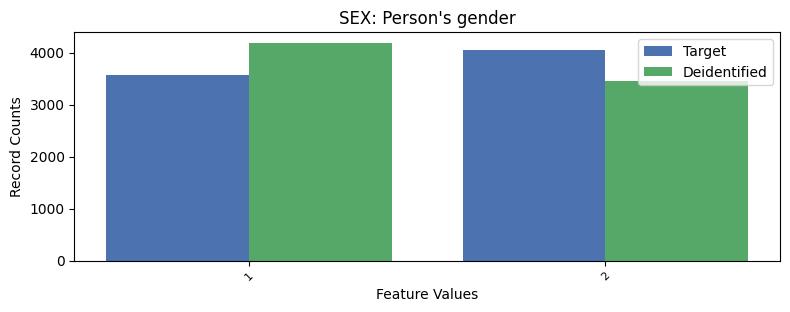 SEX: Person's gender
Target
Deidentified
Record Counts
4000
3000
2000
1000
0
1
2
Feature Values